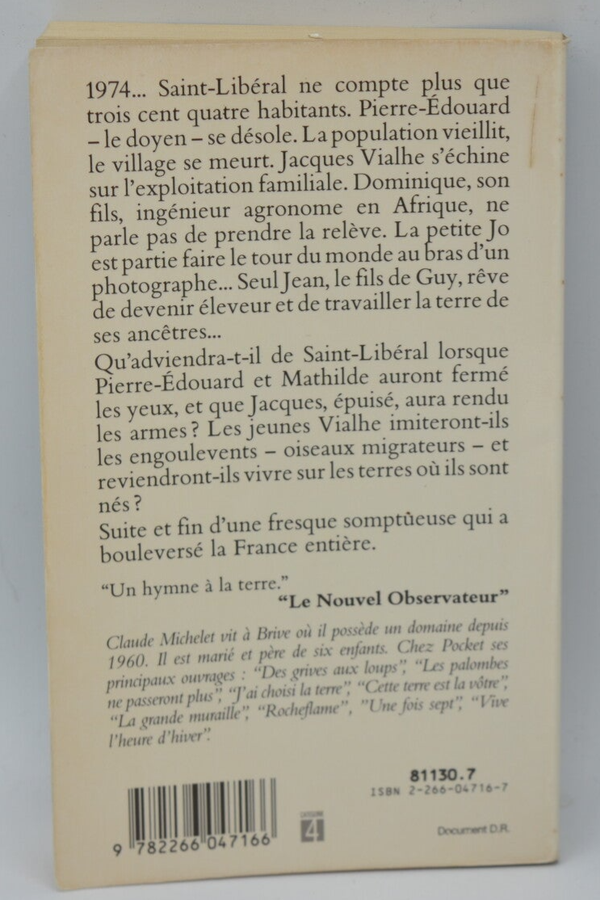 1974... Saint-Libéral ne compte plus que
trois cent quatre habitants. Pierre-Édouard
– le doyen – se désole. La population vieillit,
le village se meurt. Jacques Vialhe s'échine
sur l'exploitation familiale. Dominique, son
fils, ingénieur agronome en Afrique, ne
parle pas de prendre la relève. La petite Jo
est partie faire le tour du monde au bras d'un
photographe... Seul Jean, le fils de Guy, rêve
de devenir éleveur et de travailler la terre de
ses ancêtres...
Qu'adviendra-t-il de Saint-Libéral lorsque
Pierre-Édouard et Mathilde auront fermé
les yeux, et que Jacques, épuisé, aura rendu
les armes ? Les jeunes Vialhe imiteront-ils
les engoulevents – oiseaux migrateurs – et
reviendront-ils vivre sur les terres où ils sont
nés ?
Suite et fin d'une fresque somptûeuse qui a
bouleversé la France entière.
“Un hymne à la terre.”
“Le Nouvel Observateur”
Claude Michelet vit à Brive où il possède un domaine depuis
1960. Il est marié et père de six enfants. Chez Pocket ses
principaux ouvrages : “Des grives aux loups”, “Les palombes
ne passeront plus”, “J'ai choisi la terre”, “Cette terre est la vôtre”,
“La grande muraille”, “Rocheflame”, "Une fois sept”, “Vive
l'heure d'hiver”.
81130.7
ISBN 2-266-04716-7
CATÉGORIE
4
9 782266 047166
Document D.R.